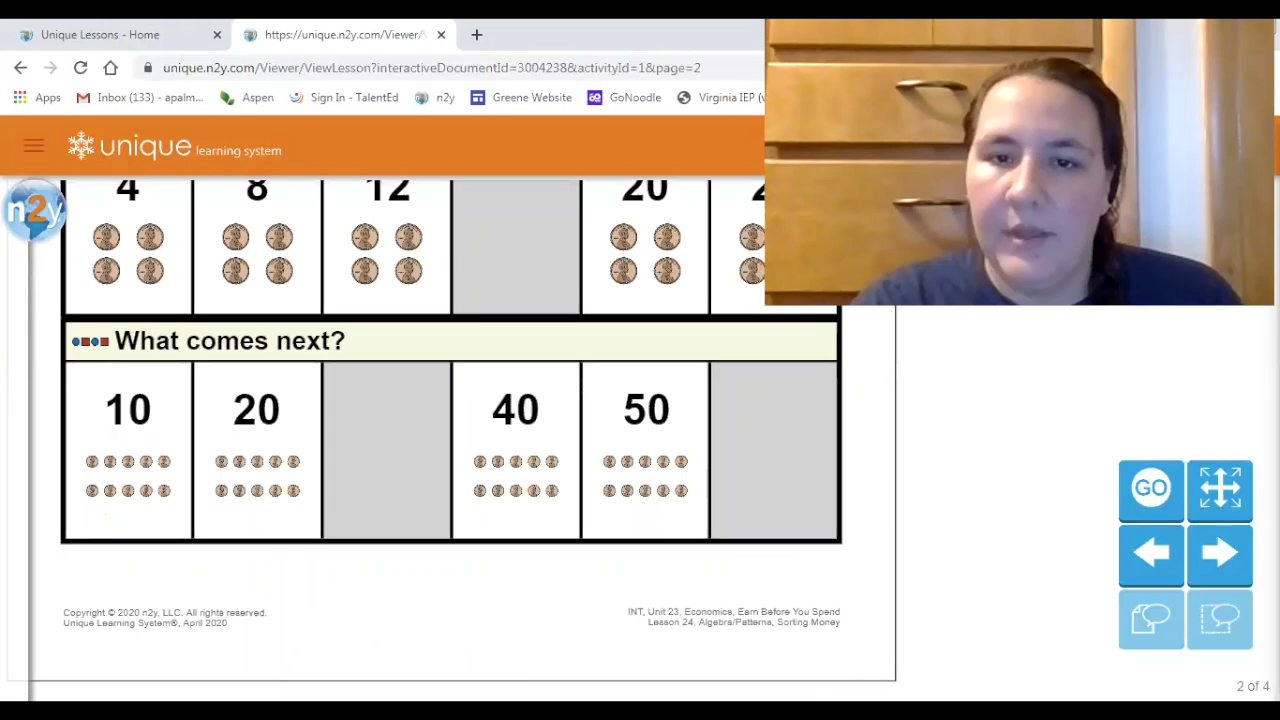 Unique Lessons - Home
https://unique.n2y.com/Viewer/
unique.n2y.com/Viewer/ViewLesson?interactiveDocumentId=3004238&activityId=1&page=2
Apps Inbox (133) - apalm... Aspen Sign In - TalentEd n2y Greene Website GoNoodle Virginia IEP
unique learning system
n2y
4 8 12 20 2
What comes next?
10 20 40 50
GO
Copyright © 2020 n2y, LLC. All rights reserved.
Unique Learning System®, April 2020
INT, Unit 23, Economics, Earn Before You Spend
Lesson 24, Algebra/Patterns, Sorting Money
2 of 4